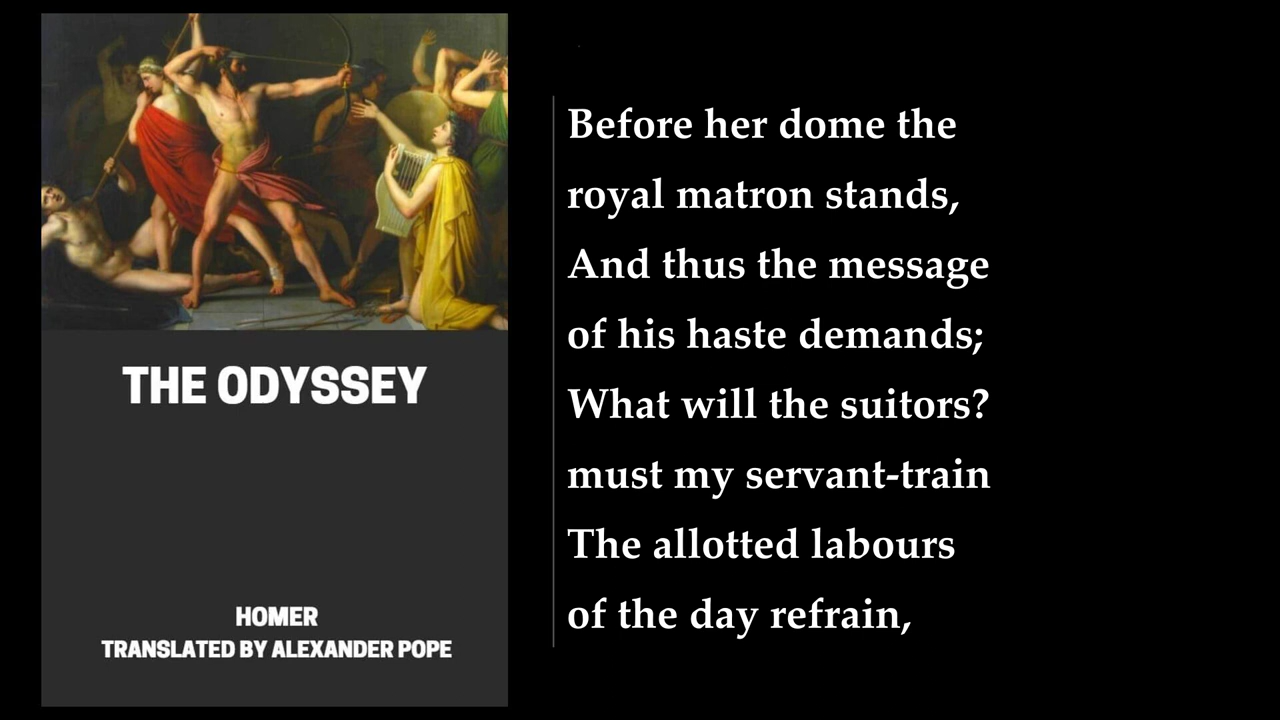 THE ODYSSEY
HOMER
TRANSLATED BY ALEXANDER POPE
Before her dome the
royal matron stands,
And thus the message
of his haste demands;
What will the suitors?
must my servant-train
The allotted labours
of the day refrain,